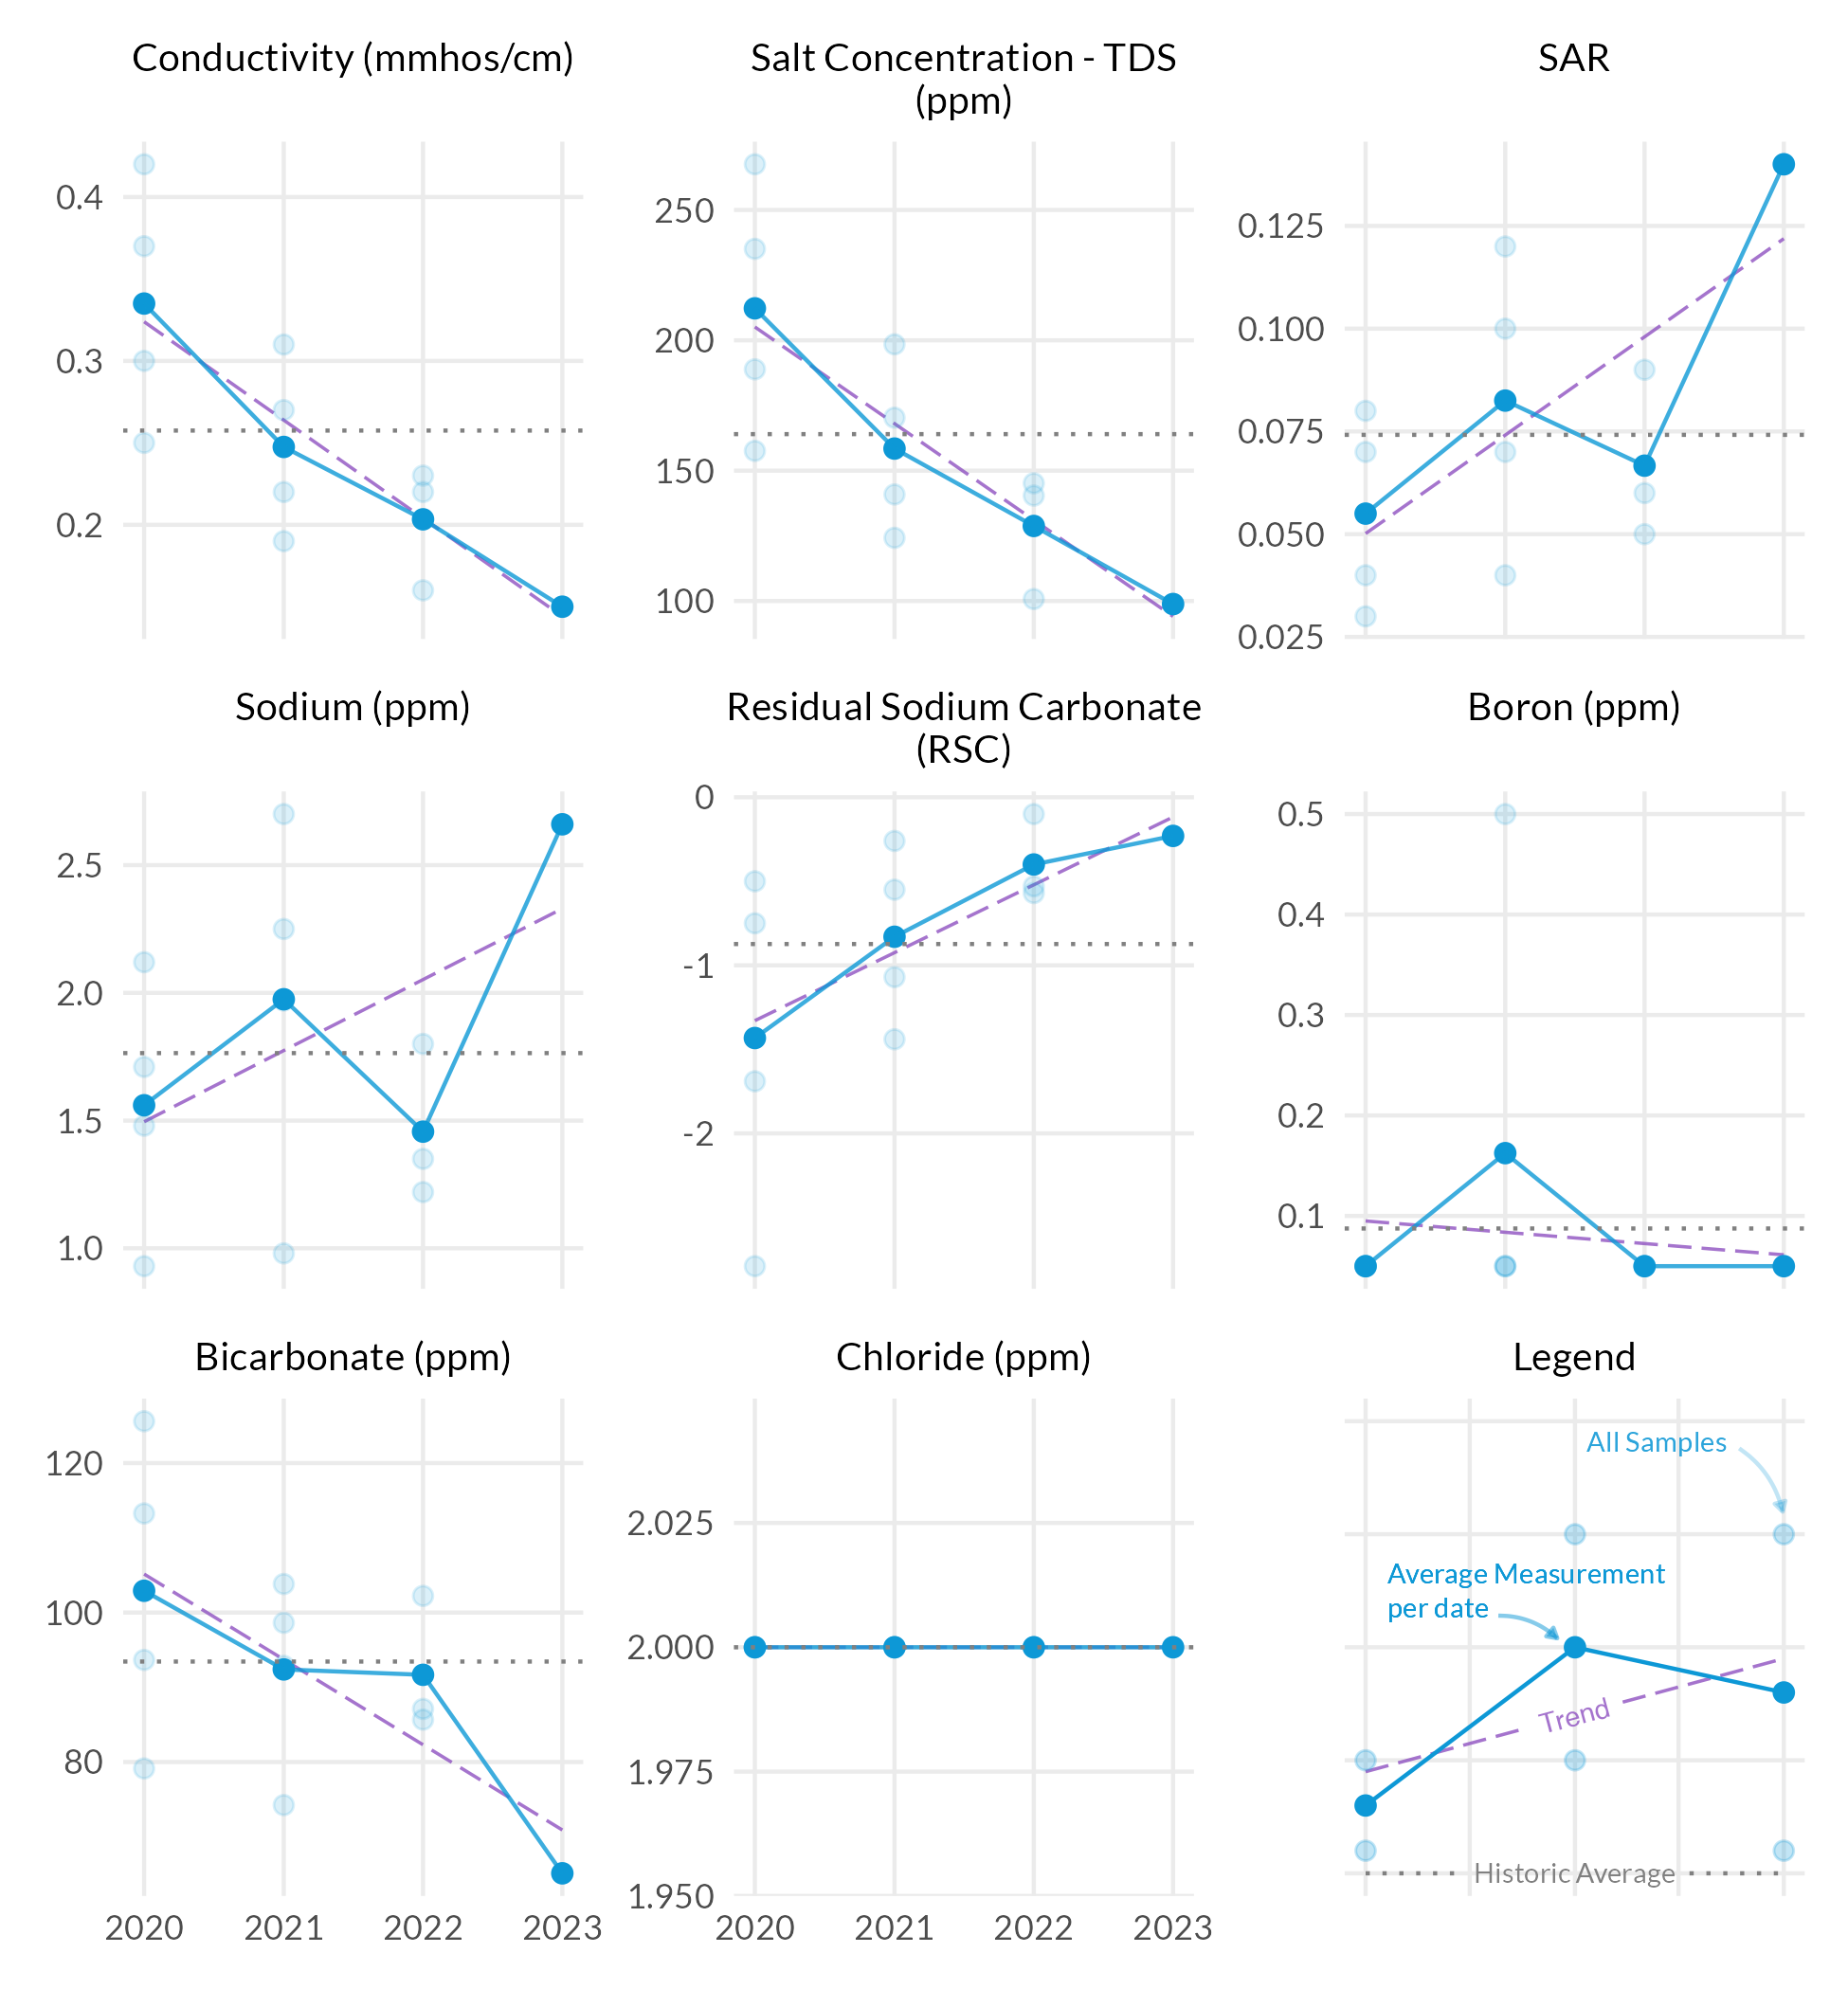 Conductivity (mmhos/cm)
0.4
0.3
0.2
Salt Concentration - TDS
(ppm)
250
200
150
100
SAR
0.125
0.100
0.075
0.050
0.025
Sodium (ppm)
2.5
2.0
1.5
1.0
Residual Sodium Carbonate
(RSC)
0
-1
-2
Boron (ppm)
0.5
0.4
0.3
0.2
0.1
Bicarbonate (ppm)
120
100
80
2020 2021 2022 2023
Chloride (ppm)
2.025
2.000
1.975
1.950
2020 2021 2022 2023
Legend
All Samples
Average Measurement
per date
Trend
Historic Average